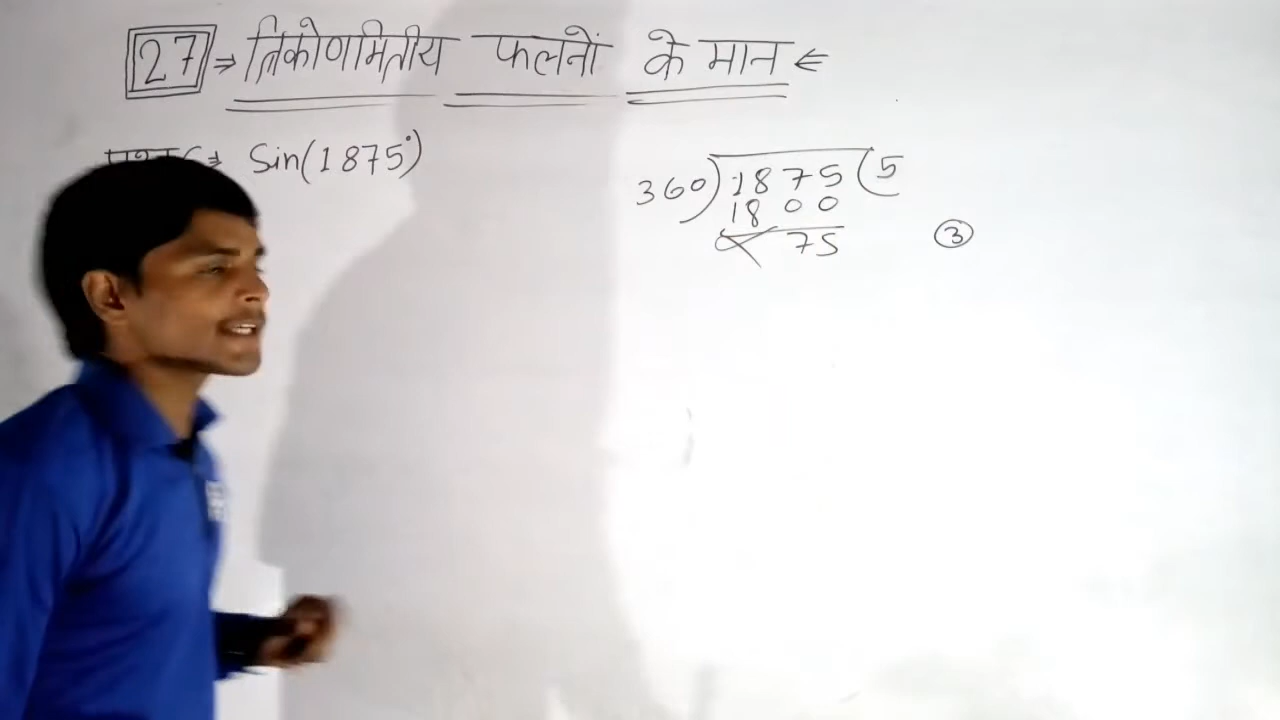 27 ⇒ त्रिकोणमितीय फलनों के मान ⇐
⇒ Sin(1875°)
360) 1875 (5
1800
75
③